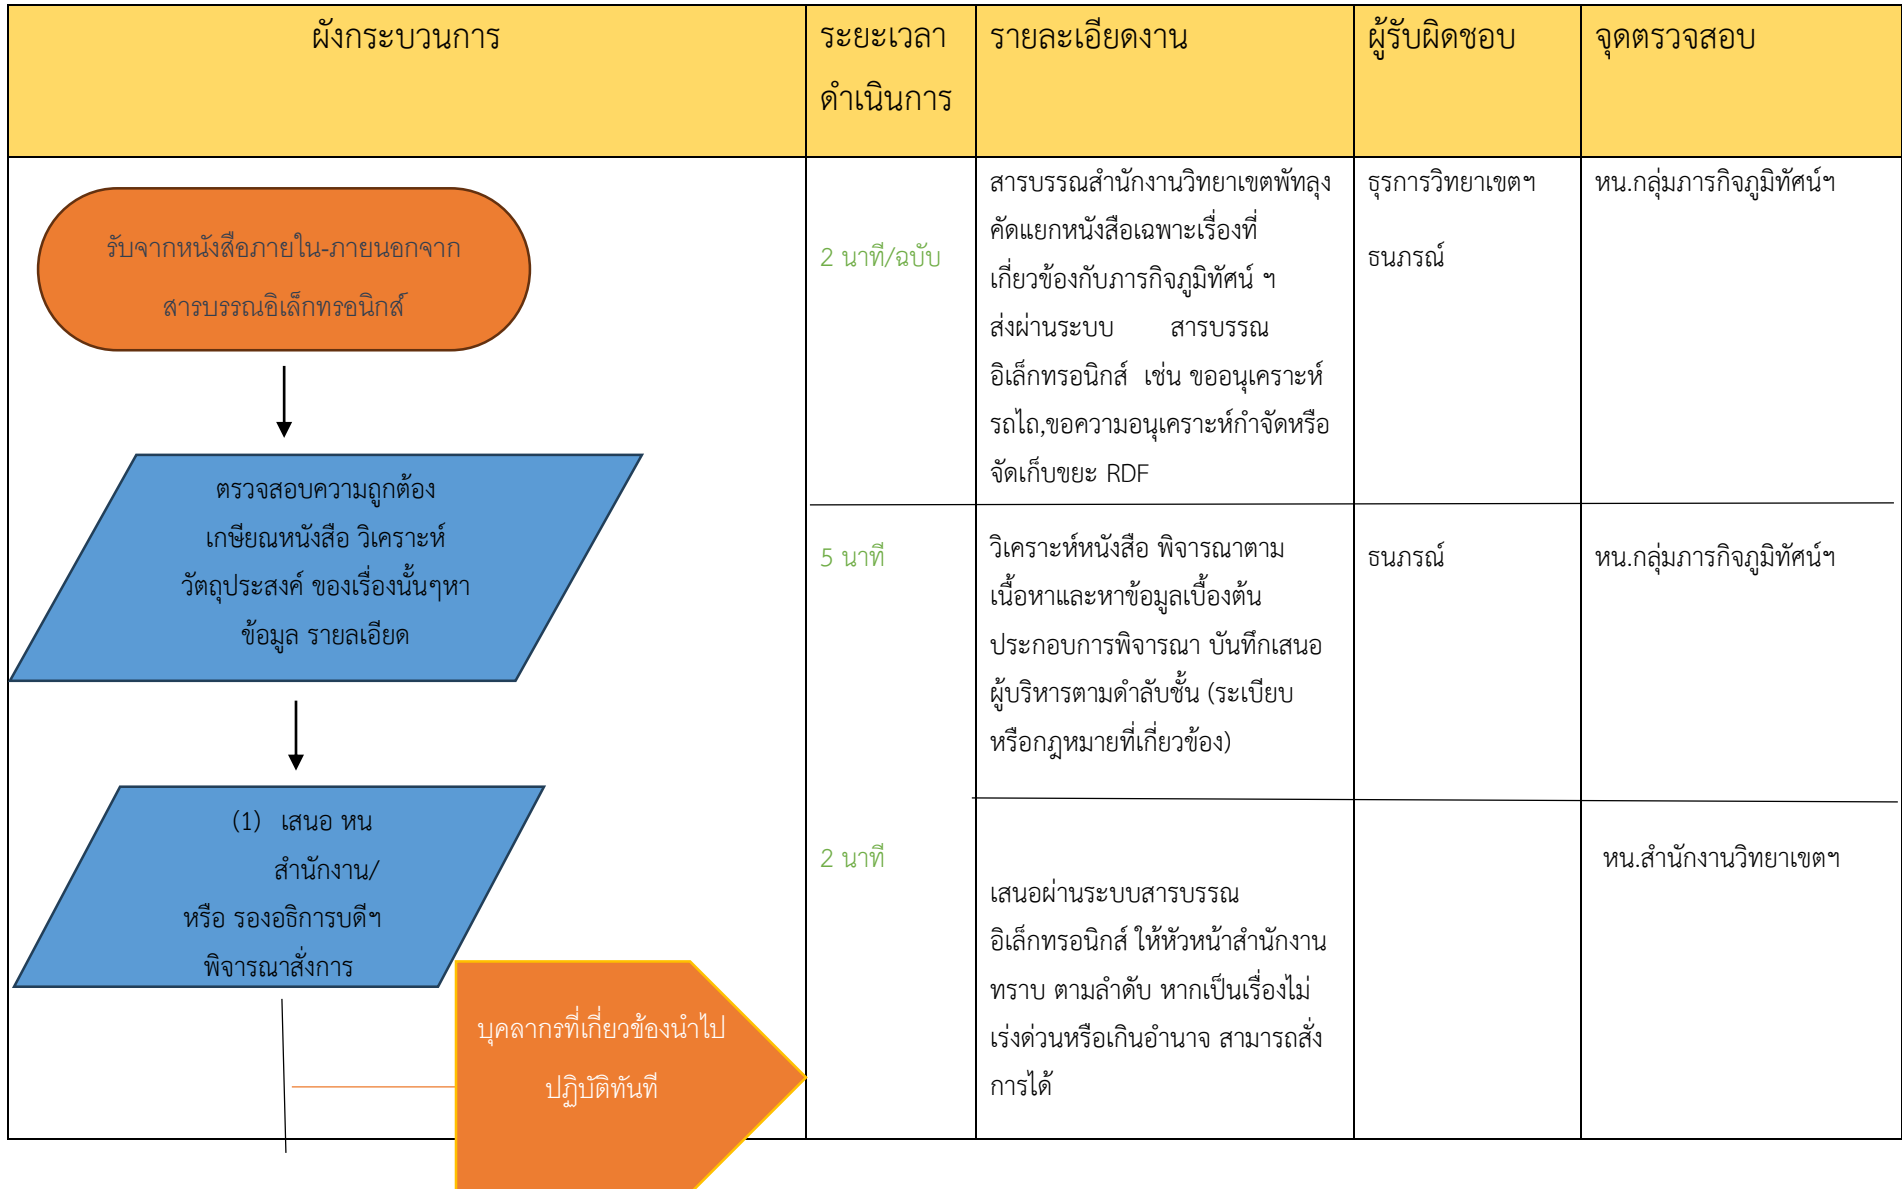 ผังกระบวนการ
ระยะเวลา
ดำเนินการ
รายละเอียดงาน
ผู้รับผิดชอบ
จุดตรวจสอบ
รับจากหนังสือภายใน-ภายนอกจาก
สารบรรณอิเล็กทรอนิกส์
2 นาที/ฉบับ
สารบรรณสำนักงานวิทยาเขตพัทลุง
คัดแยกหนังสือเฉพาะเรื่องที่
เกี่ยวข้องกับภารกิจภูมิทัศน์ ฯ
ส่งผ่านระบบ สารบรรณ
อิเล็กทรอนิกส์ เช่น ขออนุเคราะห์
รถไถ,ขอความอนุเคราะห์กำจัดหรือ
จัดเก็บขยะ RDF
ธุรการวิทยาเขตฯ
ธนภรณ์
หน.กลุ่มภารกิจภูมิทัศน์ฯ
ตรวจสอบความถูกต้อง
เกษียณหนังสือ วิเคราะห์
วัตถุประสงค์ ของเรื่องนั้นๆหา
ข้อมูล รายลเอียด
5 นาที
วิเคราะห์หนังสือ พิจารณาตาม
เนื้อหาและหาข้อมูลเบื้องต้น
ประกอบการพิจารณา บันทึกเสนอ
ผู้บริหารตามดำลับชั้น (ระเบียบ
หรือกฎหมายที่เกี่ยวข้อง)
ธนภรณ์
หน.กลุ่มภารกิจภูมิทัศน์ฯ
(1) เสนอ หน
สำนักงาน/
หรือ รองอธิการบดีฯ
พิจารณาสั่งการ
2 นาที
เสนอผ่านระบบสารบรรณ
อิเล็กทรอนิกส์ ให้หัวหน้าสำนักงาน
ทราบ ตามลำดับ หากเป็นเรื่องไม่
เร่งด่วนหรือเกินอำนาจ สามารถสั่ง
การได้
หน.สำนักงานวิทยาเขตฯ
บุคลากรที่เกี่ยวข้องนำไป
ปฏิบัติทันที